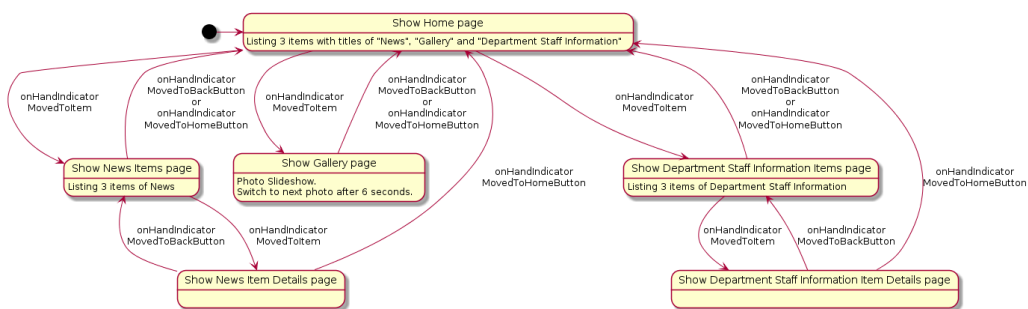 Show Home page
Listing 3 items with titles of "News", "Gallery" and "Department Staff Information"
onHandIndicator
MovedToItem
onHandIndicator
MovedToBackButton
or
onHandIndicator
MovedToHomeButton
onHandIndicator
MovedToItem
onHandIndicator
MovedToBackButton
or
onHandIndicator
MovedToHomeButton
onHandIndicator
MovedToItem
onHandIndicator
MovedToBackButton
or
onHandIndicator
MovedToHomeButton
Show News Items page
Listing 3 items of News
Show Gallery page
Photo Slideshow.
Switch to next photo after 6 seconds.
onHandIndicator
MovedToHomeButton
Show Department Staff Information Items page
Listing 3 items of Department Staff Information
onHandIndicator
MovedToHomeButton
onHandIndicator
MovedToBackButton
onHandIndicator
MovedToItem
onHandIndicator
MovedToItem
onHandIndicator
MovedToBackButton
Show News Item Details page
Show Department Staff Information Item Details page